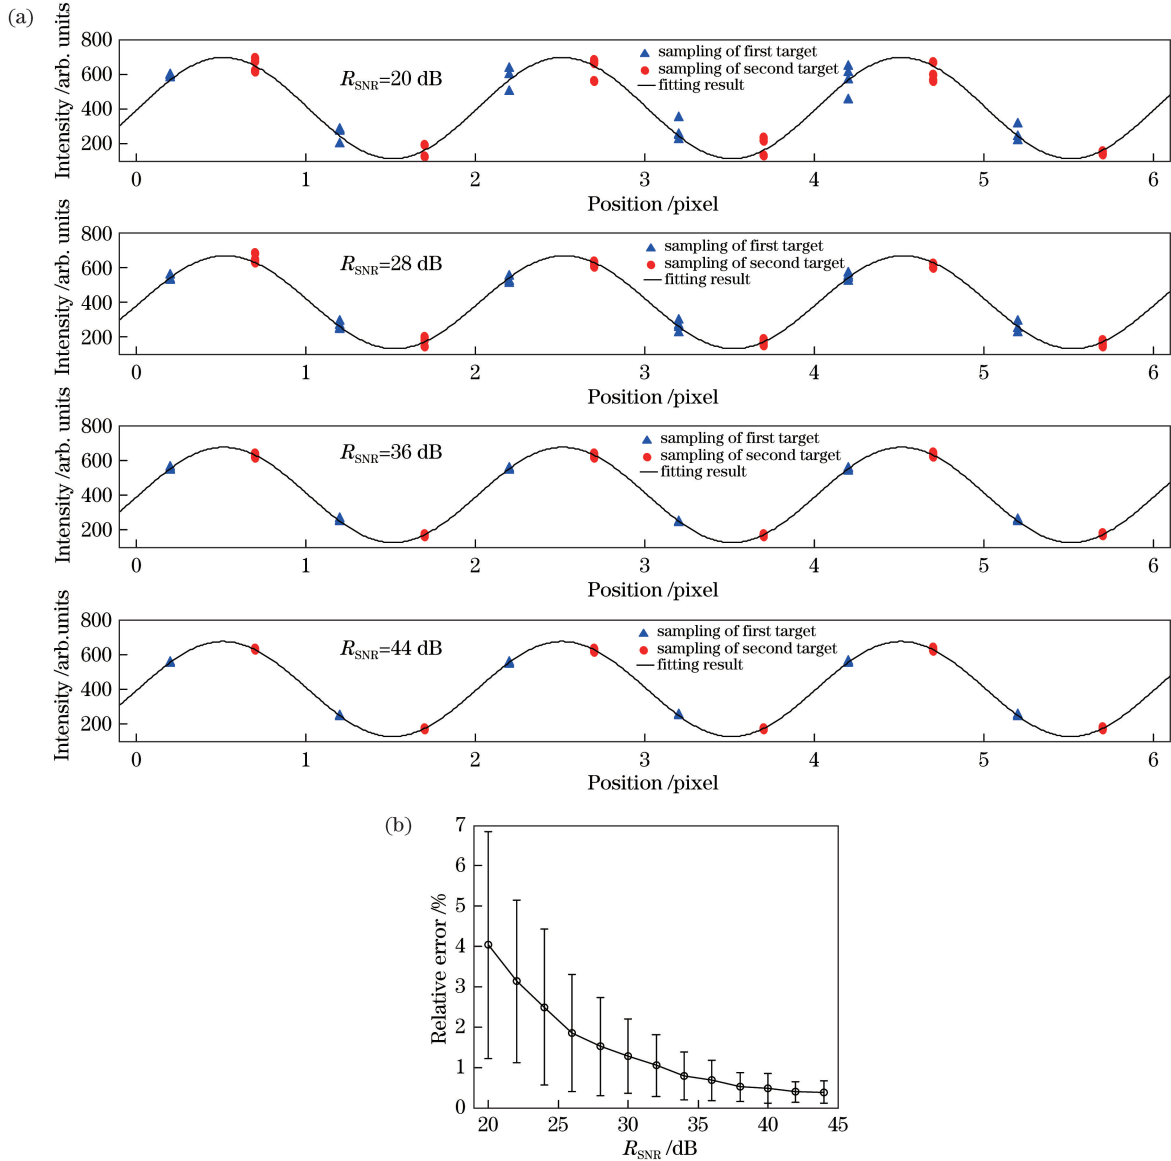 (a)
Intensity /arb. units
800
600
400
200
R_SNR=20 dB
sampling of first target
sampling of second target
fitting result
0 1 2 3 4 5 6
Position /pixel
Intensity /arb. units
800
600
400
200
R_SNR=28 dB
sampling of first target
sampling of second target
fitting result
0 1 2 3 4 5 6
Position /pixel
Intensity /arb. units
800
600
400
200
R_SNR=36 dB
sampling of first target
sampling of second target
fitting result
0 1 2 3 4 5 6
Position /pixel
Intensity /arb.units
800
600
400
200
R_SNR=44 dB
sampling of first target
sampling of second target
fitting result
0 1 2 3 4 5 6
Position /pixel
(b)
Relative error /%
7
6
5
4
3
2
1
0
20 25 30 35 40 45
R_SNR /dB